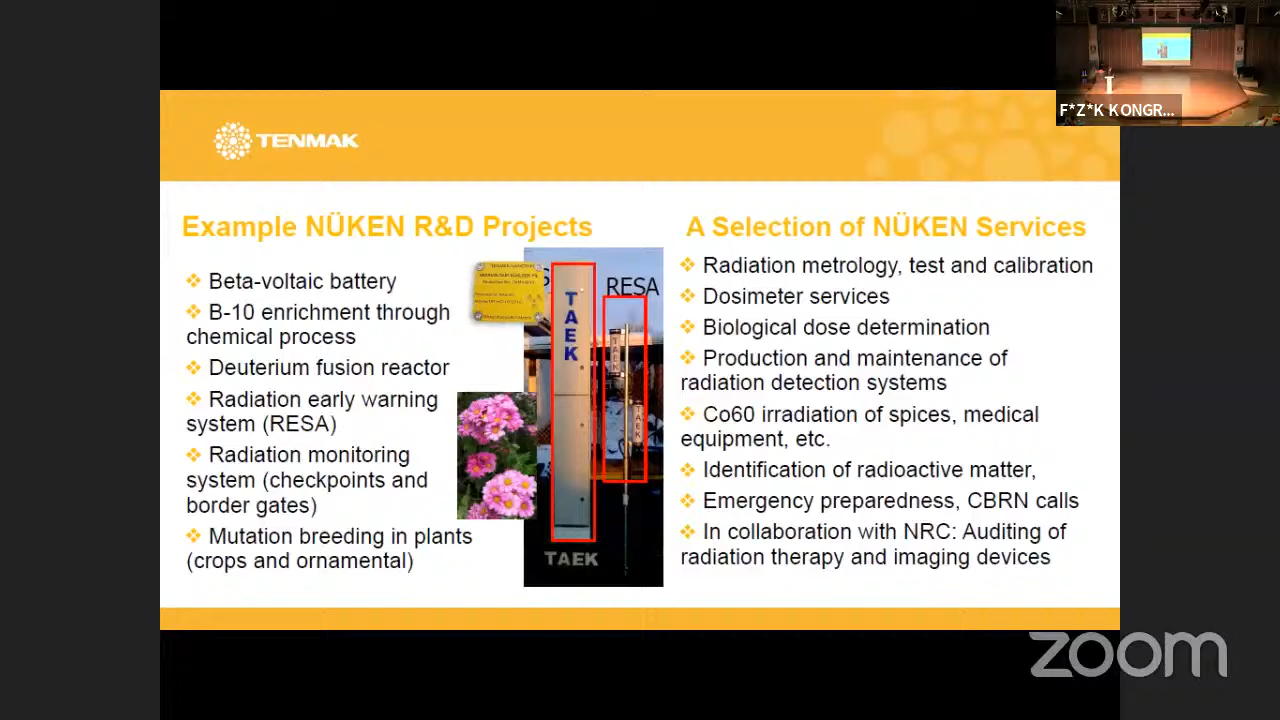 F*Z*K KONGR...
TENMAK
Example NÜKEN R&D Projects
❖ Beta-voltaic battery
❖ B-10 enrichment through
chemical process
❖ Deuterium fusion reactor
❖ Radiation early warning
system (RESA)
❖ Radiation monitoring
system (checkpoints and
border gates)
❖ Mutation breeding in plants
(crops and ornamental)
TAEK
RESA
TAEK
TAEK
TAEK
A Selection of NÜKEN Services
❖ Radiation metrology, test and calibration
❖ Dosimeter services
❖ Biological dose determination
❖ Production and maintenance of
radiation detection systems
❖ Co60 irradiation of spices, medical
equipment, etc.
❖ Identification of radioactive matter,
❖ Emergency preparedness, CBRN calls
❖ In collaboration with NRC: Auditing of
radiation therapy and imaging devices
zoom